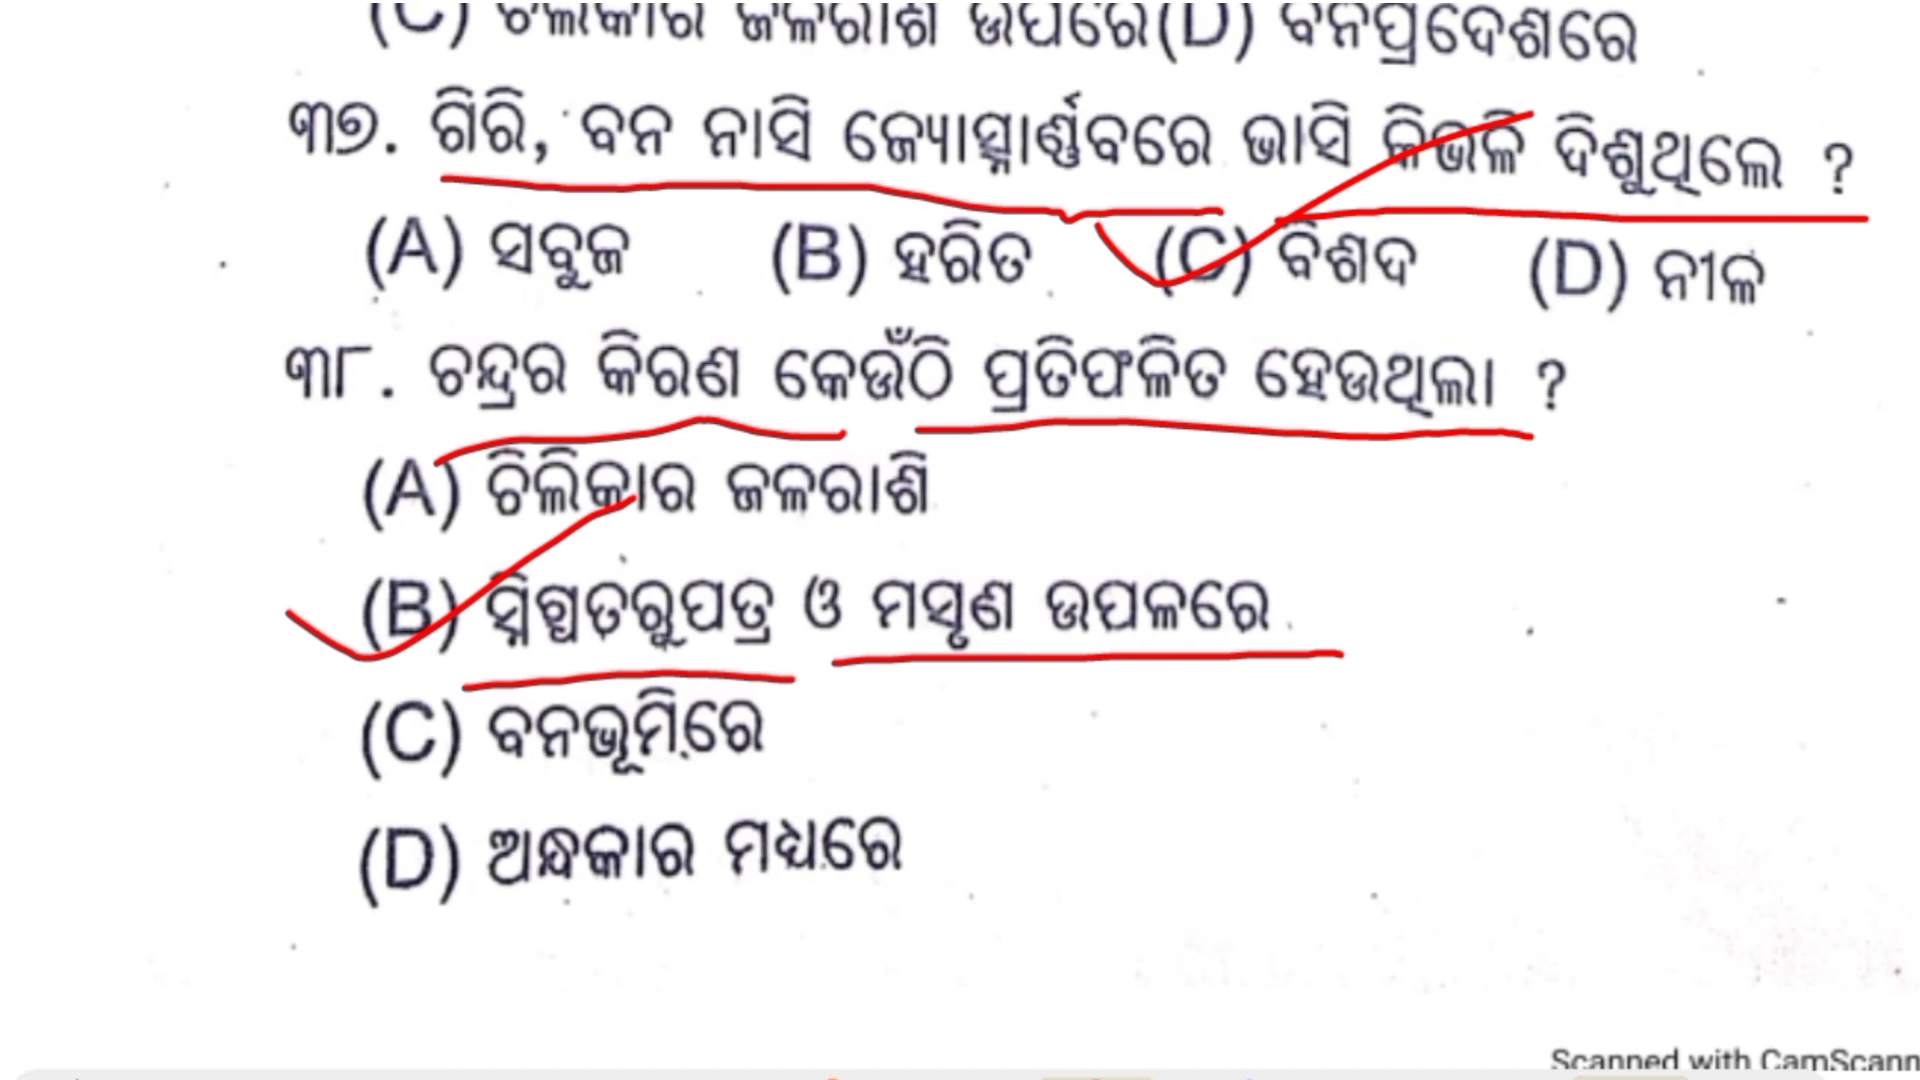 (C) ଚିଲିକାର ଜଳରାଶି ଉପରେ (D) ବନପ୍ରଦେଶରେ
୩୭. ଗିରି, ବନ ନାସି ଜ୍ୟୋତ୍ସ୍ନାର୍ଣ୍ଣବରେ ଭାସି କିଭଳି ଦିଶୁଥିଲେ ?
(A) ସବୁଜ (B) ହରିତ (C) ବିଶଦ (D) ନୀଳ
୩୮. ଚନ୍ଦ୍ରର କିରଣ କେଉଁଠି ପ୍ରତିଫଳିତ ହେଉଥିଲା ?
(A) ଚିଲିକାର ଜଳରାଶି
(B) ସ୍ନିଗ୍ଧତରୁପତ୍ର ଓ ମସୃଣ ଉପଳରେ
(C) ବନଭୂମିରେ
(D) ଅନ୍ଧକାର ମଧ୍ୟରେ
Scanned with CamScann